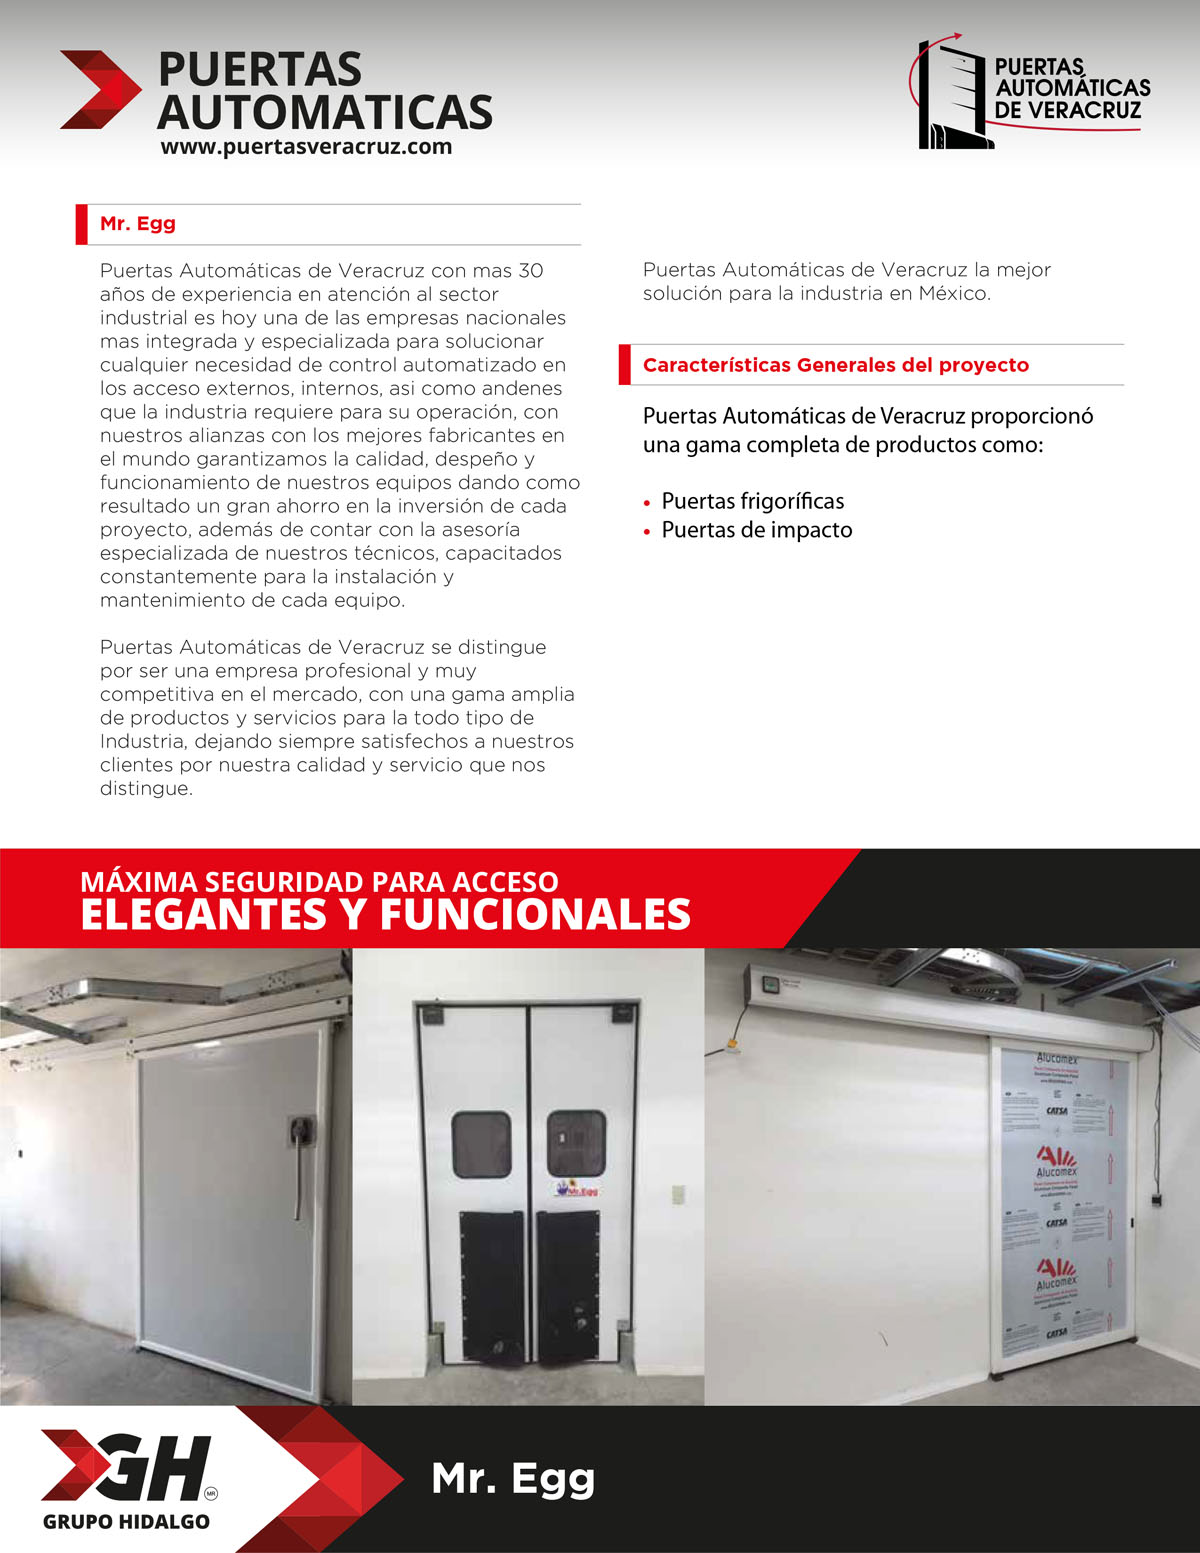 PUERTAS
AUTOMATICAS
www.puertasveracruz.com
PUERTAS
AUTOMÁTICAS
DE VERACRUZ
Mr. Egg
Puertas Automáticas de Veracruz con mas 30
años de experiencia en atención al sector
industrial es hoy una de las empresas nacionales
mas integrada y especializada para solucionar
cualquier necesidad de control automatizado en
los acceso externos, internos, asi como andenes
que la industria requiere para su operación, con
nuestros alianzas con los mejores fabricantes en
el mundo garantizamos la calidad, despeño y
funcionamiento de nuestros equipos dando como
resultado un gran ahorro en la inversión de cada
proyecto, además de contar con la asesoría
especializada de nuestros técnicos, capacitados
constantemente para la instalación y
mantenimiento de cada equipo.
Puertas Automáticas de Veracruz se distingue
por ser una empresa profesional y muy
competitiva en el mercado, con una gama amplia
de productos y servicios para la todo tipo de
Industria, dejando siempre satisfechos a nuestros
clientes por nuestra calidad y servicio que nos
distingue.
Puertas Automáticas de Veracruz la mejor
solución para la industria en México.
Características Generales del proyecto
Puertas Automáticas de Veracruz proporcionó
una gama completa de productos como:
• Puertas frigoríficas
• Puertas de impacto
MÁXIMA SEGURIDAD PARA ACCESO
ELEGANTES Y FUNCIONALES
Mr.Egg
Alucomex
CATSA
Alucomex
CATSA
Alucomex
CATSA
GH
MR
GRUPO HIDALGO
Mr. Egg